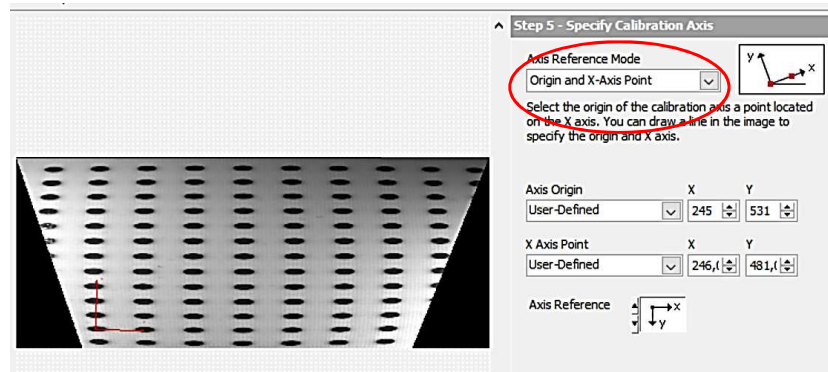 Step 5 - Specify Calibration Axis
Axis Reference Mode
Origin and X-Axis Point
y
x
Select the origin of the calibration axis a point located
on the X axis. You can draw a line in the image to
specify the origin and X axis.
Axis Origin X Y
User-Defined 245 531
X Axis Point X Y
User-Defined 246,( 481,(
Axis Reference
x
y